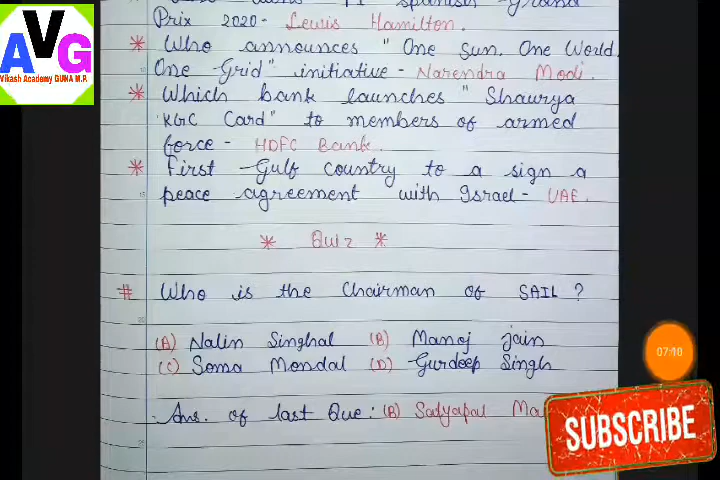 AVG
Vikash Academy GUNA M.P.
Prix 2020- Lewis Hamilton.
* Who announces "One Sun. One World.
One Grid" initiative - Narendra Modi.
* Which bank launches "Shaurya
KGC Card" to members of armed
force - HDFC Bank.
* First Gulf country to a sign a
peace agreement with Israel- UAE.
* Quiz *
# Who is the Chairman of SAIL ?
(A) Nalin Singhal (B) Manoj jain
(C) Soma Mondal (D) Gurdeep Singh
Ans. of last Que : (B) Satyapal
07:10
SUBSCRIBE